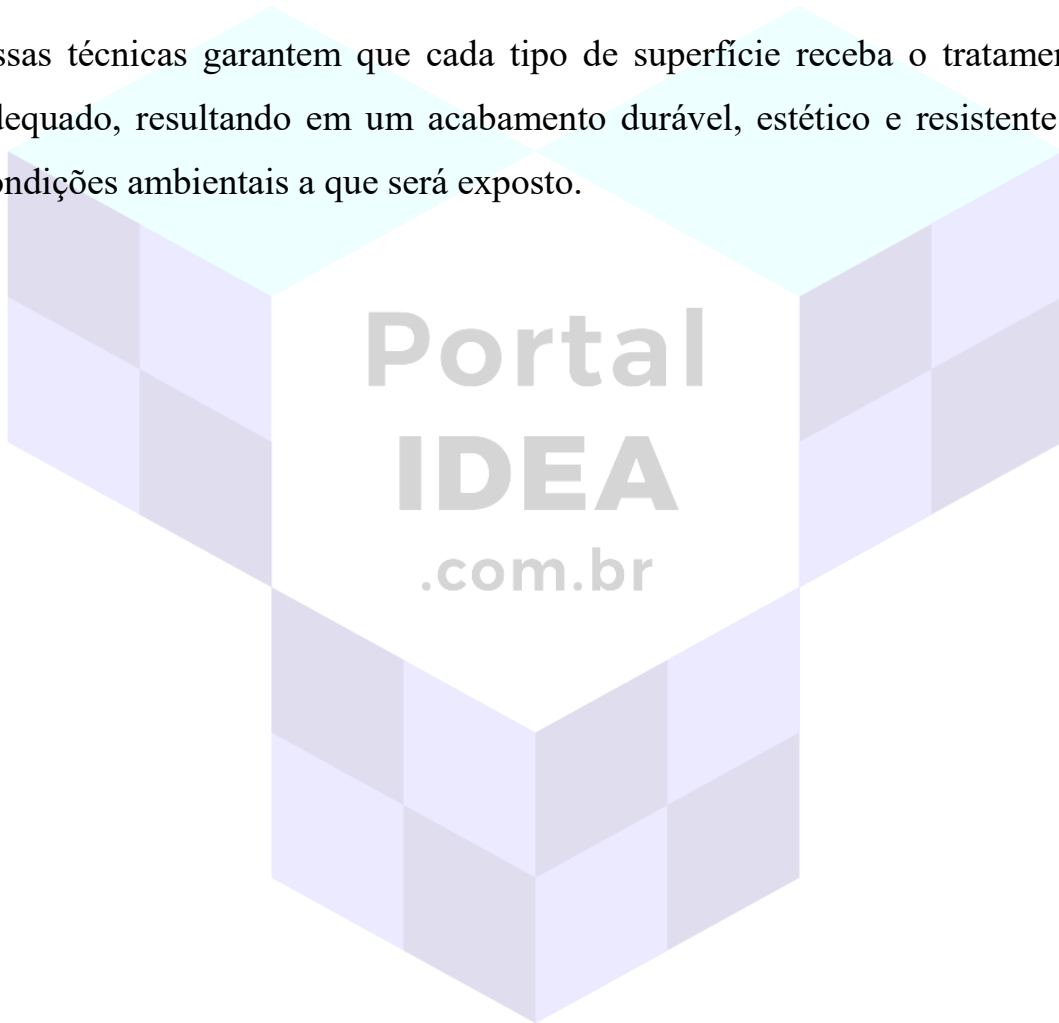 ssas técnicas garantem que cada tipo de superfície receba o tratamen
dequado, resultando em um acabamento durável, estético e resistente
ondições ambientais a que será exposto.
Portal
IDEA
.com.br